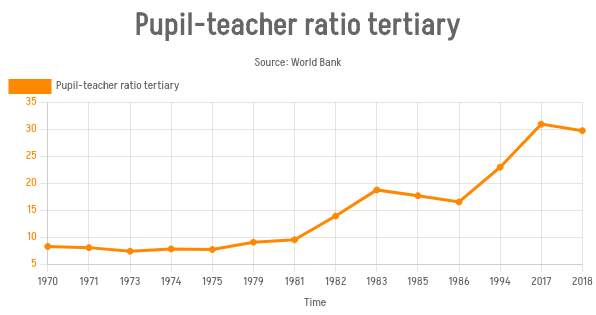 Pupil-teacher ratio tertiary
Source: World Bank
Pupil-teacher ratio tertiary
35
30
25
20
15
10
5
1970 1971 1973 1974 1975 1979 1981 1982 1983 1985 1986 1994 2017 2018
Time